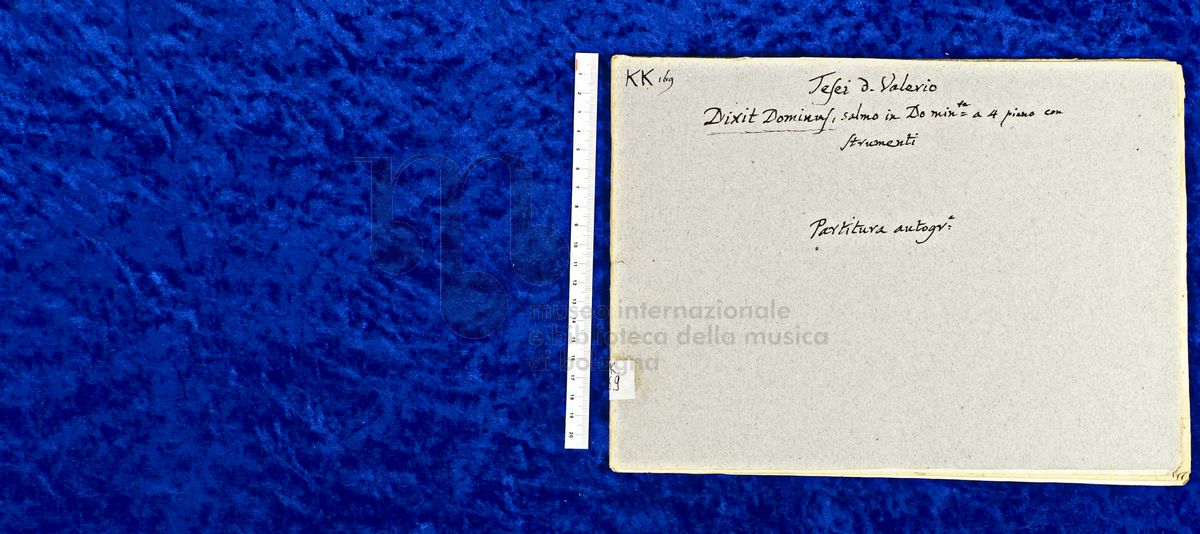 KK 169
Tesei d. Valerio
Dixit Dominus, salmo in Do min.re a 4 pieno con
strumenti
Partitura autogr.a
museo internazionale
e biblioteca della musica
di bologna
K
9